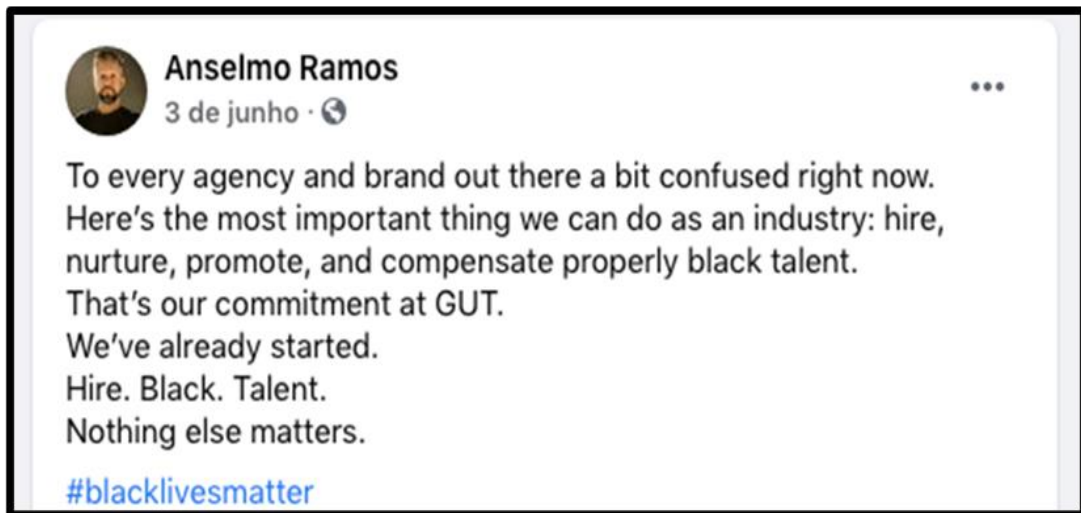 Anselmo Ramos
3 de junho ·
To every agency and brand out there a bit confused right now.
Here's the most important thing we can do as an industry: hire,
nurture, promote, and compensate properly black talent.
That's our commitment at GUT.
We've already started.
Hire. Black. Talent.
Nothing else matters.
#blacklivesmatter